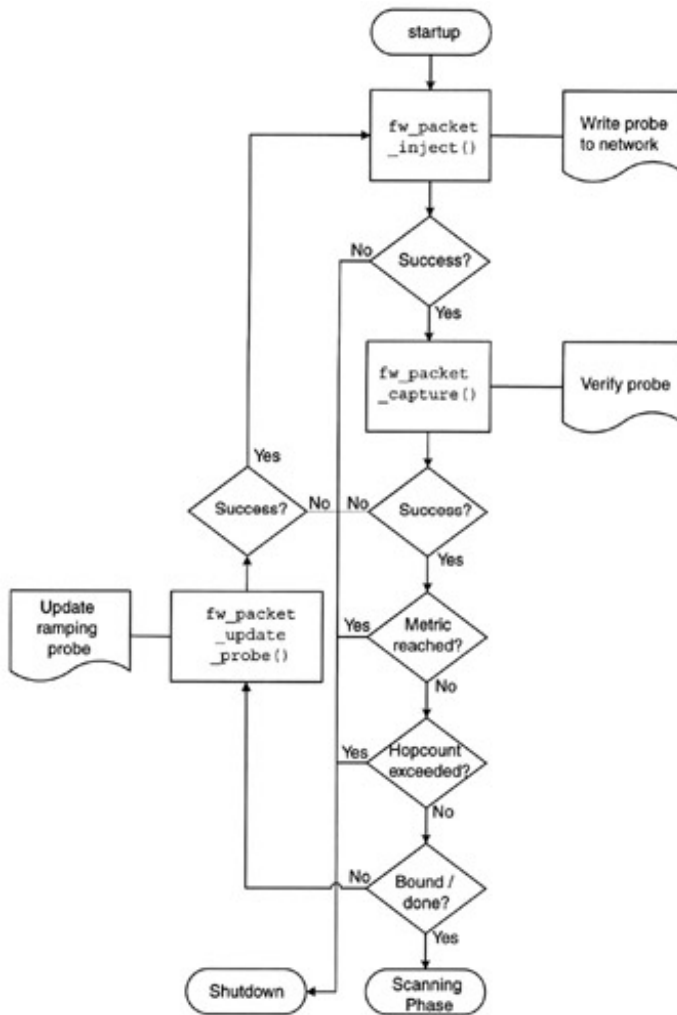 startup
fw_packet
_inject()
Write probe
to network
No
Success?
Yes
fw_packet
_capture()
Verify probe
Yes
Success?
No
No
Success?
Yes
Update
ramping
probe
fw_packet
_update
_probe()
Yes
Metric
reached?
No
Yes
Hopcount
exceeded?
No
No
Bound /
done?
Yes
Shutdown
Scanning
Phase